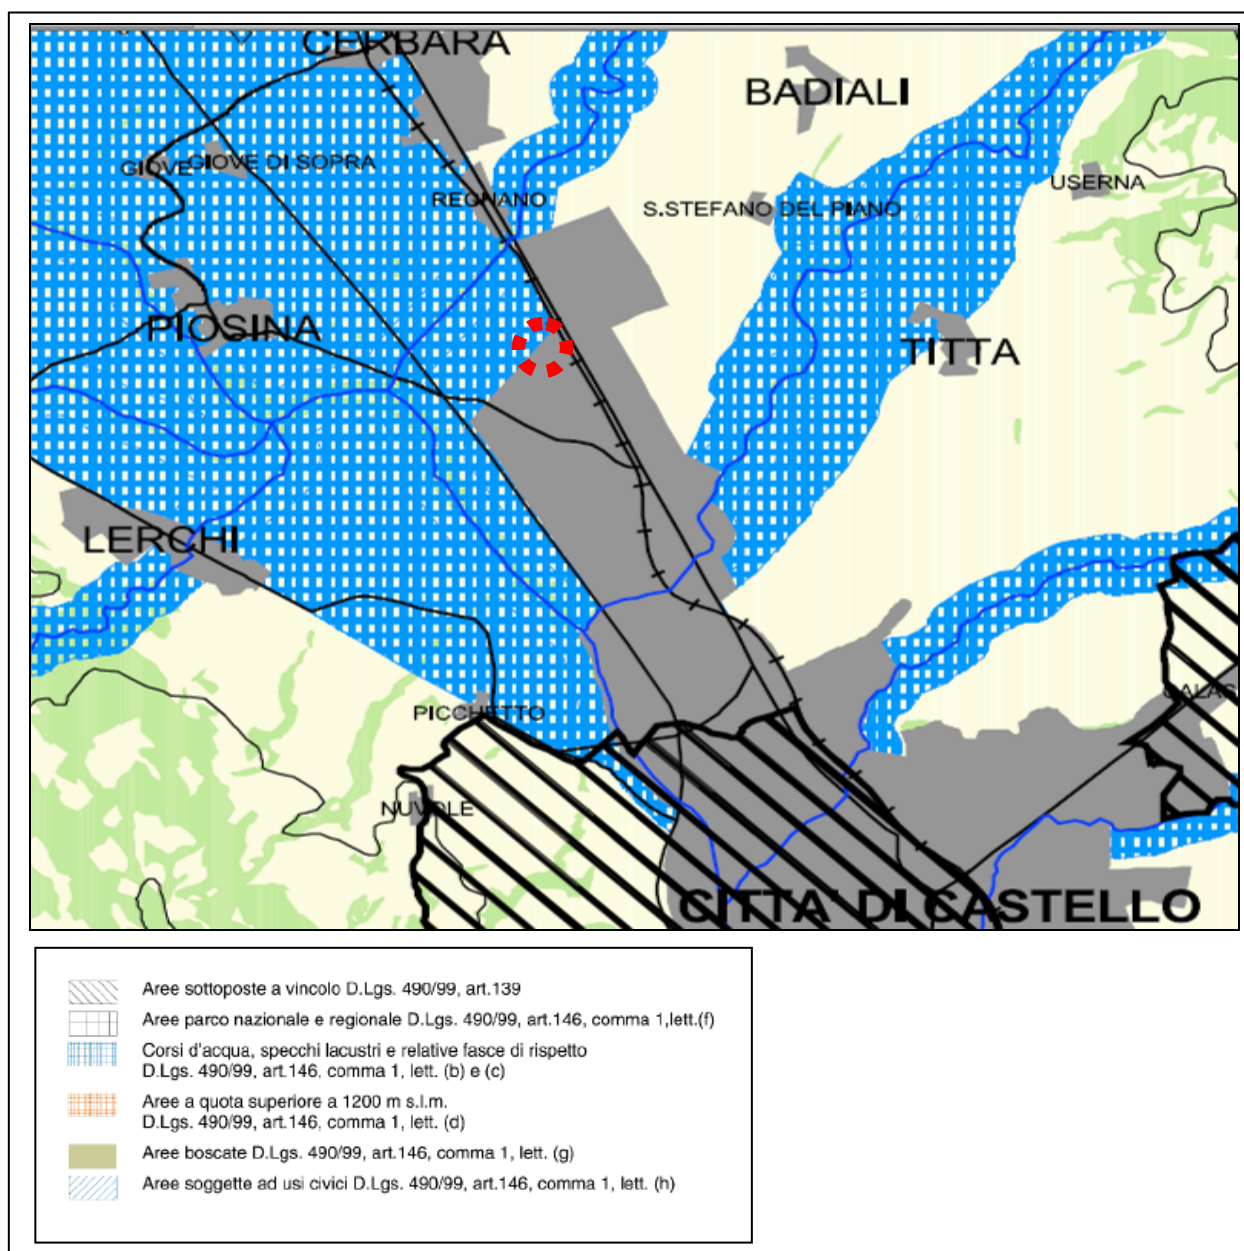 CERBARA
BADIALI
GIOVE
GIOVE DI SOPRA
USERNA
REGNANO
S.STEFANO DEL PIANO
PIOSINA
TITTA
LERCHI
CALAG
PICCHETTO
NUVOLE
CITTA' DI CASTELLO
Aree sottoposte a vincolo D.Lgs. 490/99, art.139
Aree parco nazionale e regionale D.Lgs. 490/99, art.146, comma 1,lett.(f)
Corsi d'acqua, specchi lacustri e relative fasce di rispetto
D.Lgs. 490/99, art.146, comma 1, lett. (b) e (c)
Aree a quota superiore a 1200 m s.l.m.
D.Lgs. 490/99, art.146, comma 1, lett. (d)
Aree boscate D.Lgs. 490/99, art.146, comma 1, lett. (g)
Aree soggette ad usi civici D.Lgs. 490/99, art.146, comma 1, lett. (h)